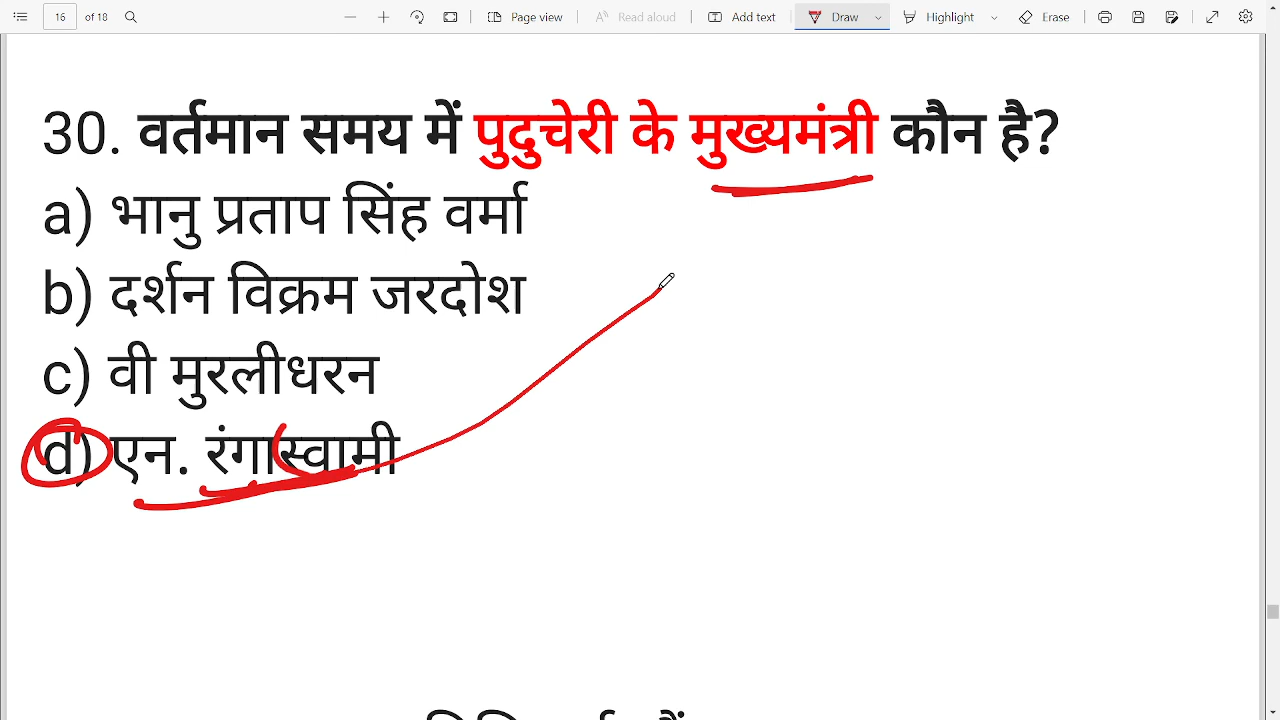 16 of 18 Page view Read aloud Add text Draw Highlight Erase
30. वर्तमान समय में पुदुचेरी के मुख्यमंत्री कौन है?
a) भानु प्रताप सिंह वर्मा
b) दर्शन विक्रम जरदोश
c) वी मुरलीधरन
d) एन. रंगास्वामी